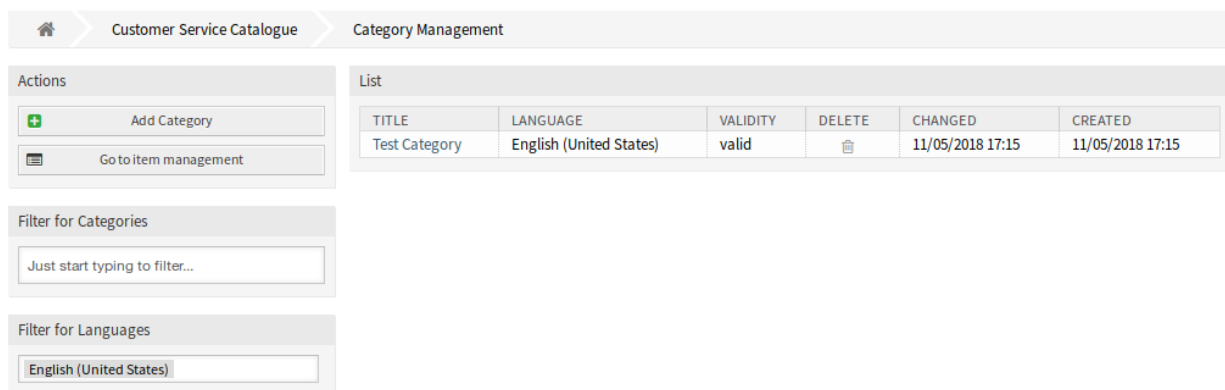 Customer Service Catalogue Category Management
Actions
Add Category
Go to item management
Filter for Categories
Just start typing to filter...
Filter for Languages
English (United States)
List
TITLE LANGUAGE VALIDITY DELETE CHANGED CREATED
Test Category English (United States) valid 11/05/2018 17:15 11/05/2018 17:15